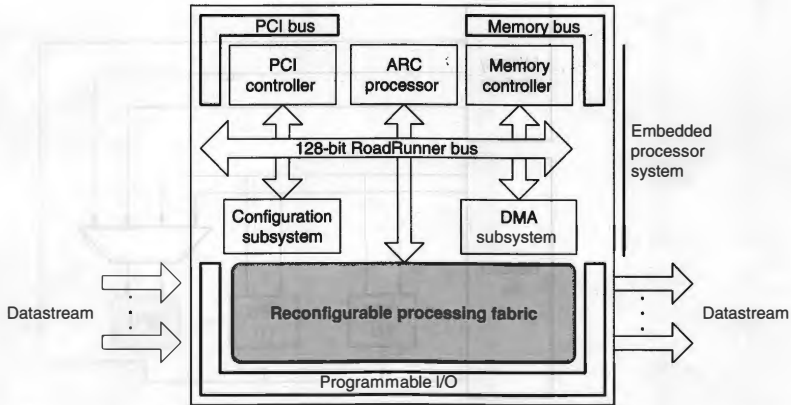 PCI bus
Memory bus
PCI
controller
ARC
processor
Memory
controller
128-bit RoadRunner bus
Embedded
processor
system
Configuration
subsystem
DMA
subsystem
Datastream
Reconfigurable processing fabric
Datastream
Programmable I/O